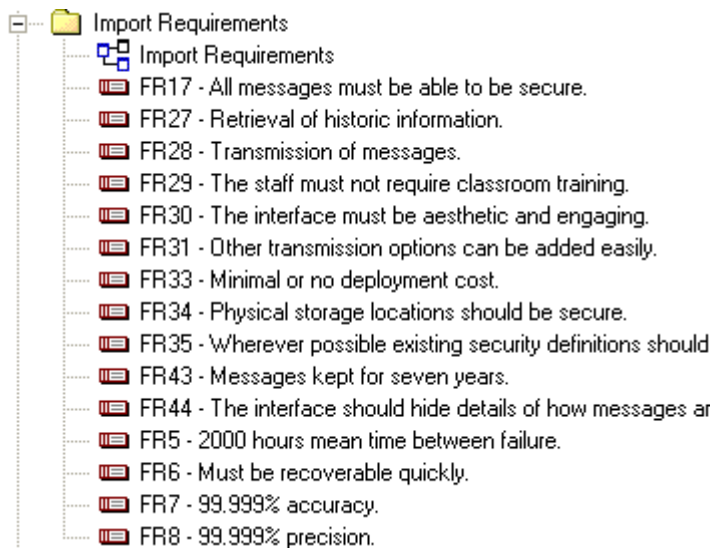 Import Requirements
Import Requirements
FR17 - All messages must be able to be secure.
FR27 - Retrieval of historic information.
FR28 - Transmission of messages.
FR29 - The staff must not require classroom training.
FR30 - The interface must be aesthetic and engaging.
FR31 - Other transmission options can be added easily.
FR33 - Minimal or no deployment cost.
FR34 - Physical storage locations should be secure.
FR35 - Wherever possible existing security definitions should
FR43 - Messages kept for seven years.
FR44 - The interface should hide details of how messages
FR5 - 2000 hours mean time between failure.
FR6 - Must be recoverable quickly.
FR7 - 99.999% accuracy.
FR8 - 99.999% precision.